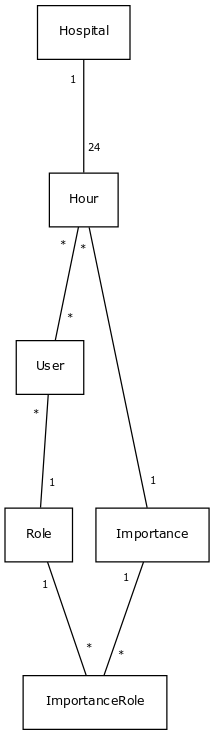 Hospital
1
24
Hour
* *
*
User
*
1
1
Role
Importance
1
1
*
*
ImportanceRole